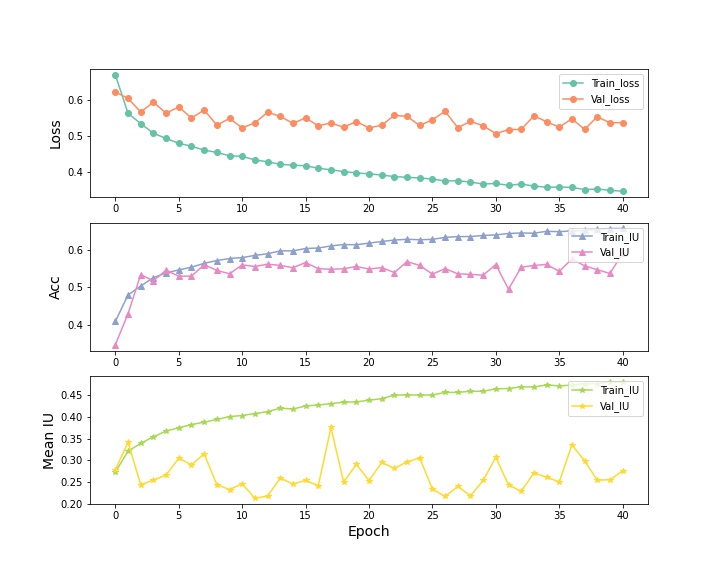 Loss
0.6
0.5
0.4
Train_loss
Val_loss
0 5 10 15 20 25 30 35 40
Acc
0.6
0.5
0.4
Train_IU
Val_IU
0 5 10 15 20 25 30 35 40
Mean IU
0.45
0.40
0.35
0.30
0.25
0.20
Train_IU
Val_IU
0 5 10 15 20 25 30 35 40
Epoch